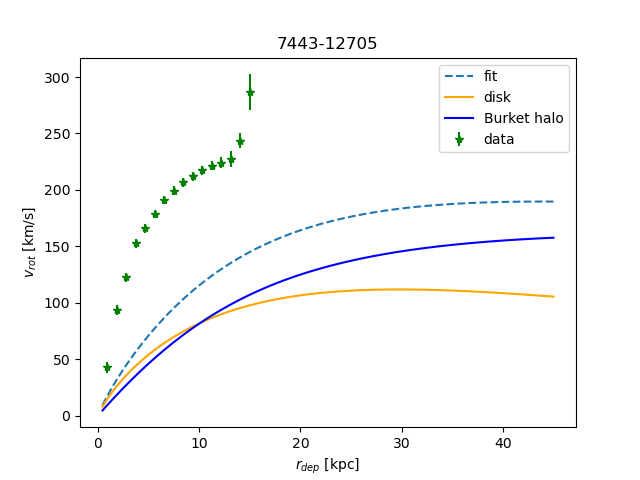 7443-12705
300
250
200
150
100
50
0
v_rot [km/s]
fit
disk
Burket halo
data
0 10 20 30 40
r_dep [kpc]